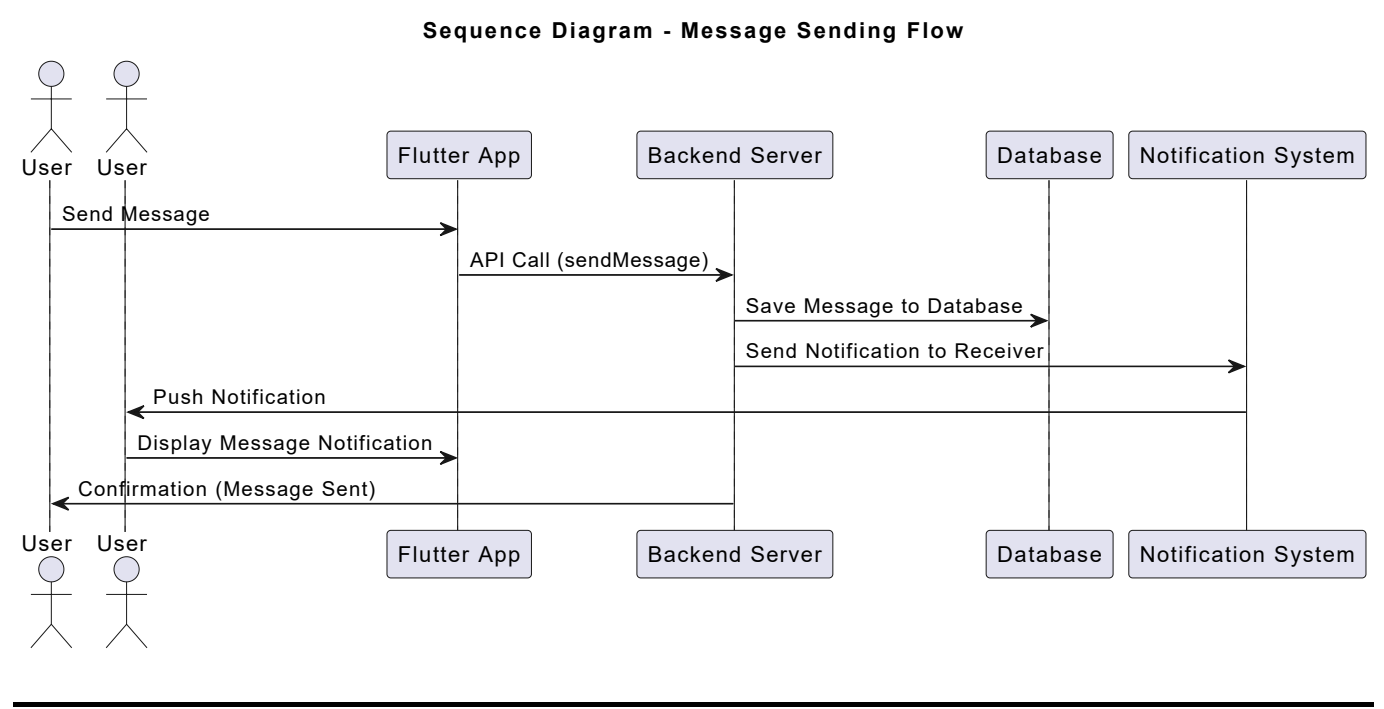 Sequence Diagram - Message Sending Flow
User User Flutter App Backend Server Database Notification System
Send Message
API Call (sendMessage)
Save Message to Database
Send Notification to Receiver
Push Notification
Display Message Notification
Confirmation (Message Sent)
User User Flutter App Backend Server Database Notification System